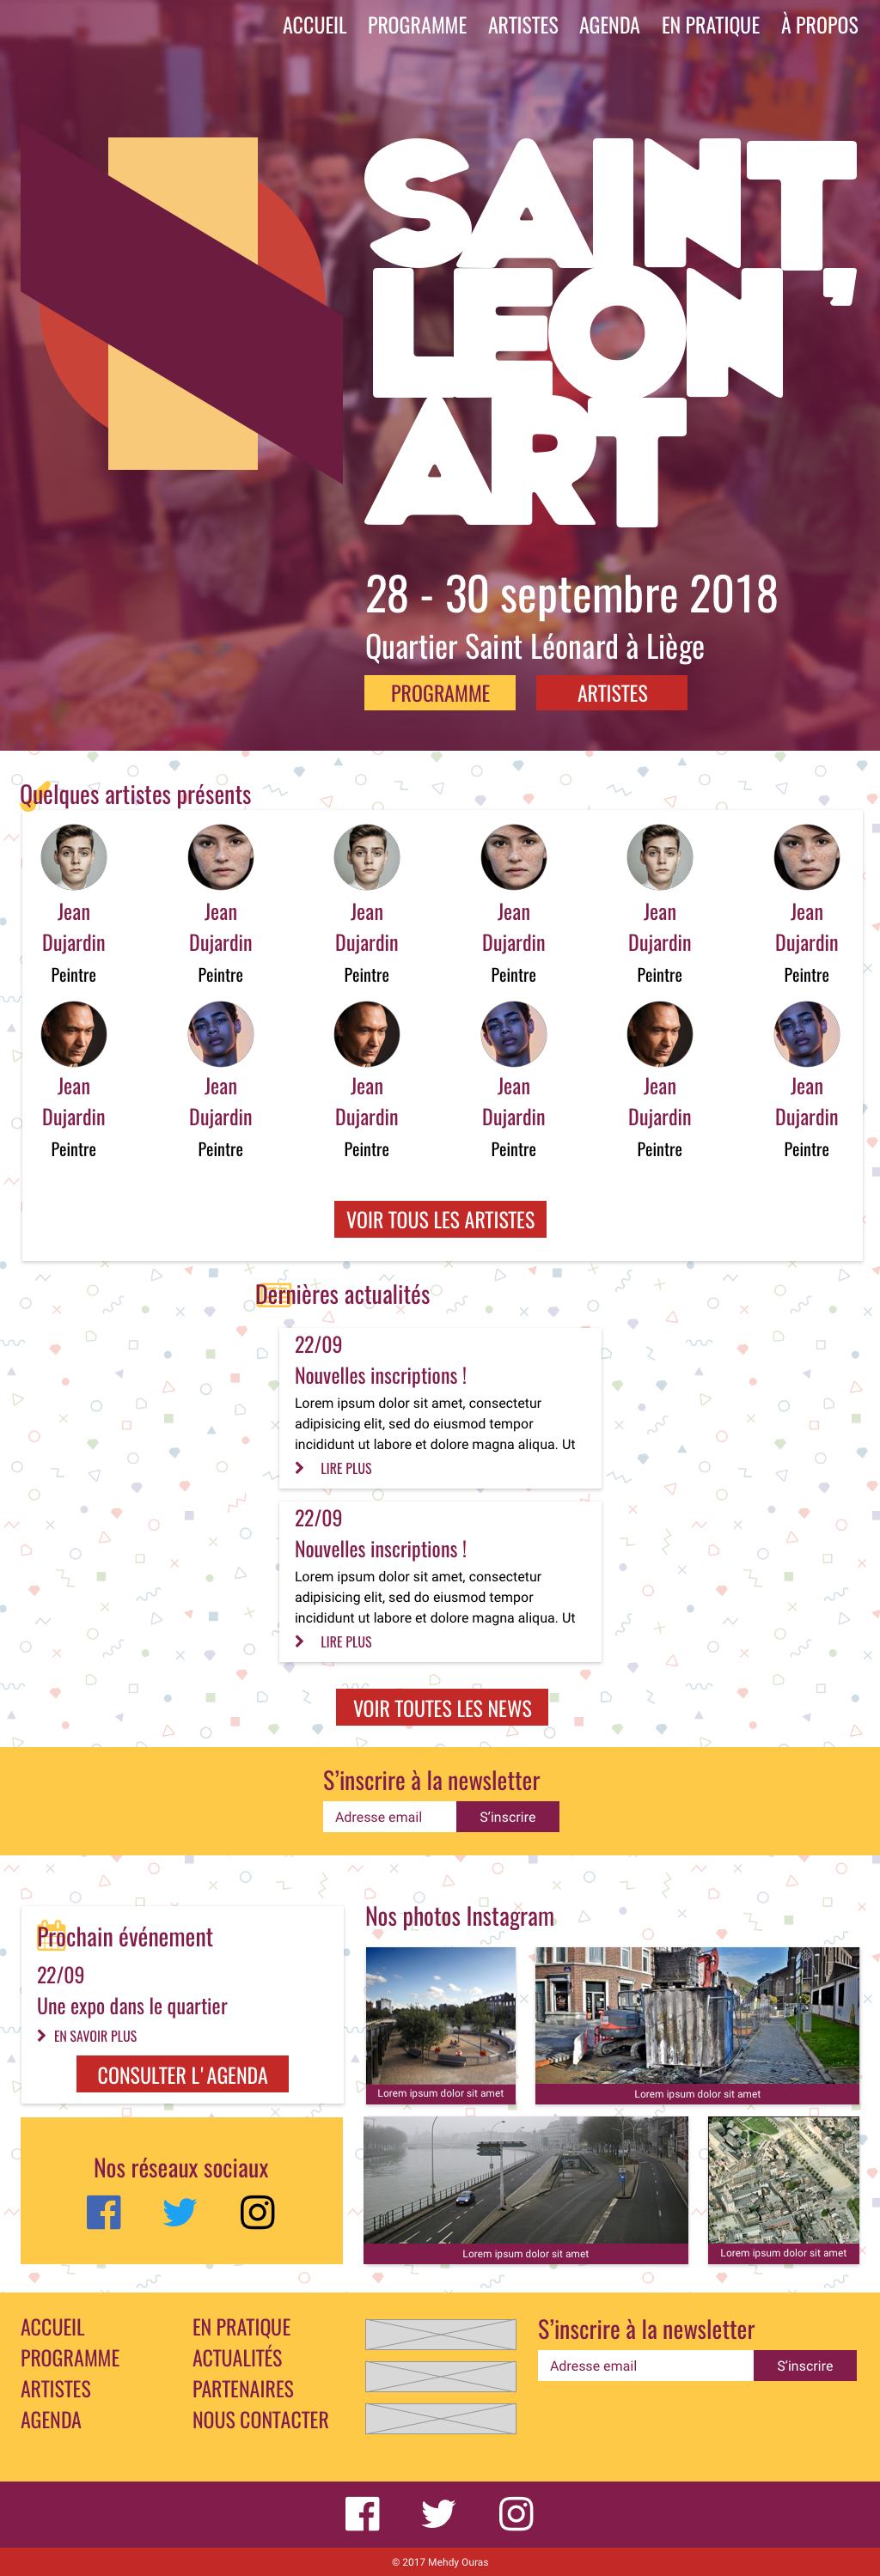 ACCUEIL PROGRAMME ARTISTES AGENDA EN PRATIQUE À PROPOS
SAINT
LEON'
ART
28 - 30 septembre 2018
Quartier Saint Léonard à Liège
PROGRAMME ARTISTES
Quelques artistes présents
Jean Jean Jean Jean Jean Jean
Dujardin Dujardin Dujardin Dujardin Dujardin Dujardin
Peintre Peintre Peintre Peintre Peintre Peintre
Jean Jean Jean Jean Jean Jean
Dujardin Dujardin Dujardin Dujardin Dujardin Dujardin
Peintre Peintre Peintre Peintre Peintre Peintre
VOIR TOUS LES ARTISTES
Dernières actualités
22/09
Nouvelles inscriptions !
Lorem ipsum dolor sit amet, consectetur
adipisicing elit, sed do eiusmod tempor
incididunt ut labore et dolore magna aliqua. Ut
LIRE PLUS
22/09
Nouvelles inscriptions !
Lorem ipsum dolor sit amet, consectetur
adipisicing elit, sed do eiusmod tempor
incididunt ut labore et dolore magna aliqua. Ut
LIRE PLUS
VOIR TOUTES LES NEWS
S'inscrire à la newsletter
Adresse email S'inscrire
Prochain événement
22/09
Une expo dans le quartier
EN SAVOIR PLUS
CONSULTER L'AGENDA
Nos réseaux sociaux
Nos photos Instagram
Lorem ipsum dolor sit amet
Lorem ipsum dolor sit amet
Lorem ipsum dolor sit amet
Lorem ipsum dolor sit amet
ACCUEIL
PROGRAMME
ARTISTES
AGENDA
EN PRATIQUE
ACTUALITÉS
PARTENAIRES
NOUS CONTACTER
S'inscrire à la newsletter
Adresse email S'inscrire
© 2017 Mehdy Ouras